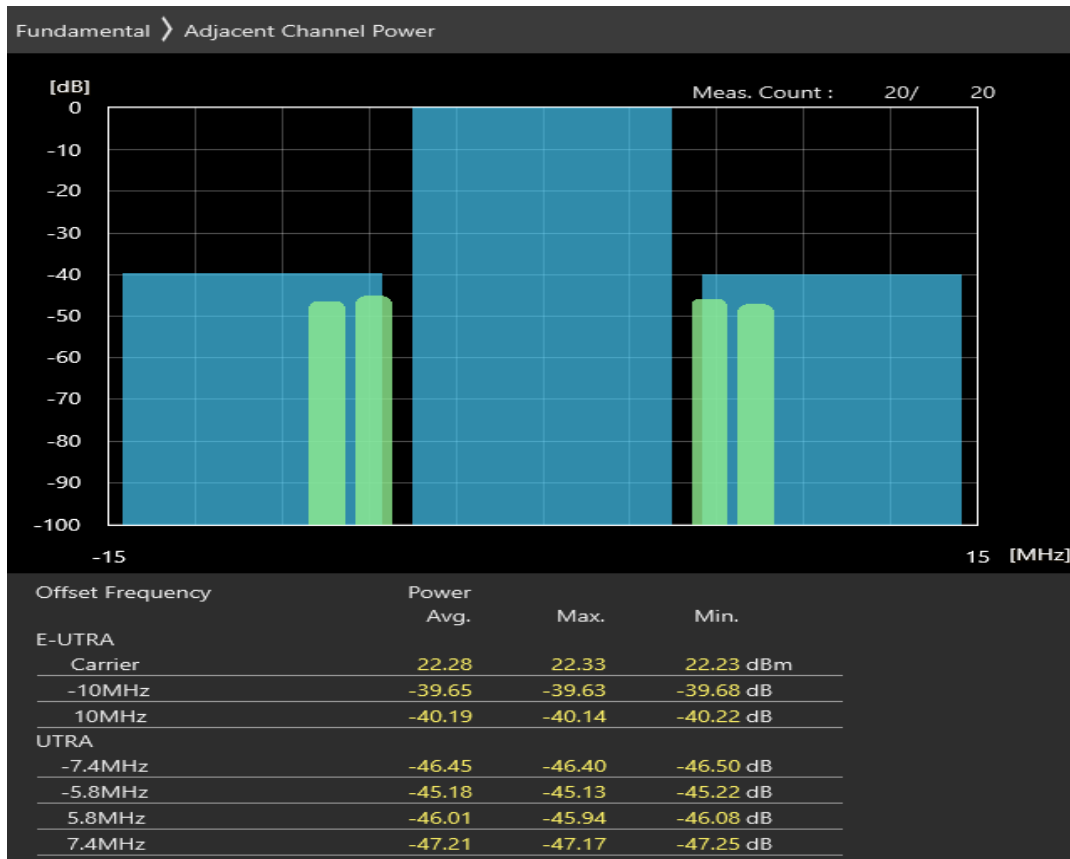 Fundamental ❯ Adjacent Channel Power
[dB]
Meas. Count : 20/ 20
0
-10
-20
-30
-40
-50
-60
-70
-80
-90
-100
-15 15 [MHz]
Offset Frequency Power
Avg. Max. Min.
E-UTRA
Carrier 22.28 22.33 22.23 dBm
-10MHz -39.65 -39.63 -39.68 dB
10MHz -40.19 -40.14 -40.22 dB
UTRA
-7.4MHz -46.45 -46.40 -46.50 dB
-5.8MHz -45.18 -45.13 -45.22 dB
5.8MHz -46.01 -45.94 -46.08 dB
7.4MHz -47.21 -47.17 -47.25 dB